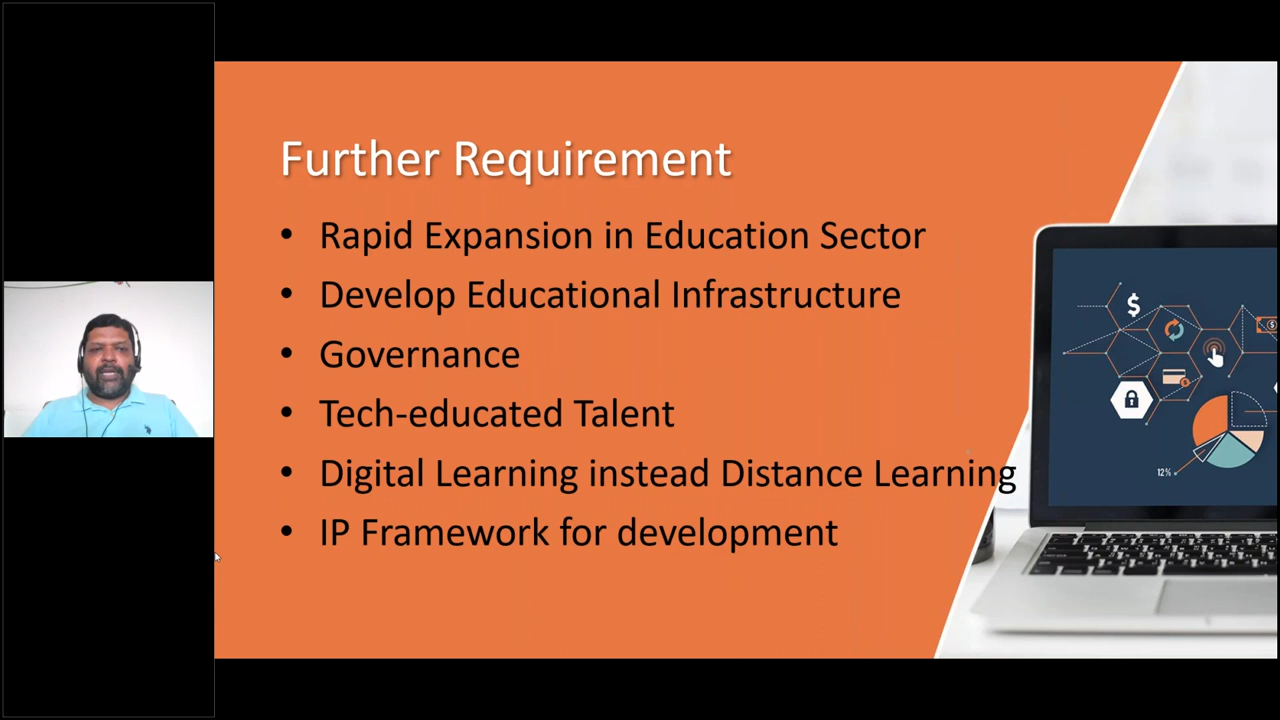 Further Requirement
• Rapid Expansion in Education Sector
• Develop Educational Infrastructure
• Governance
• Tech-educated Talent
• Digital Learning instead Distance Learning
• IP Framework for development
$
12%